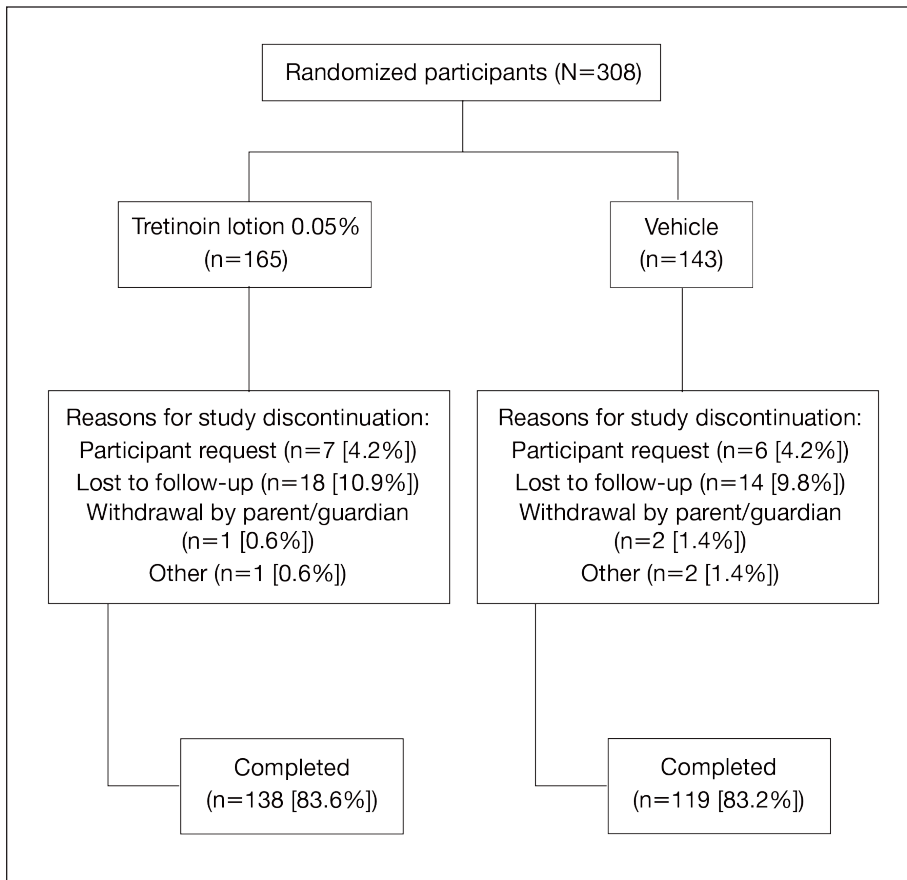 Randomized participants (N=308)
Tretinoin lotion 0.05%
(n=165)
Vehicle
(n=143)
Reasons for study discontinuation:
Participant request (n=7 [4.2%])
Lost to follow-up (n=18 [10.9%])
Withdrawal by parent/guardian
(n=1 [0.6%])
Other (n=1 [0.6%])
Reasons for study discontinuation:
Participant request (n=6 [4.2%])
Lost to follow-up (n=14 [9.8%])
Withdrawal by parent/guardian
(n=2 [1.4%])
Other (n=2 [1.4%])
Completed
(n=138 [83.6%])
Completed
(n=119 [83.2%])